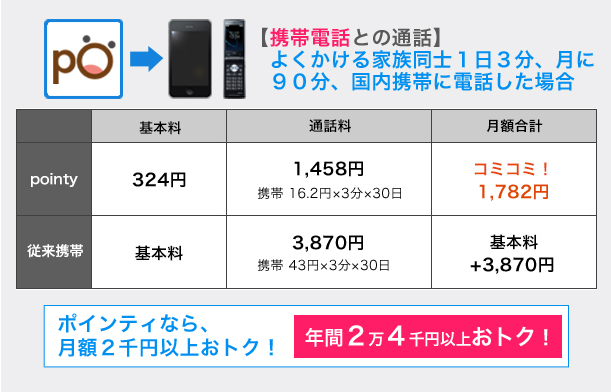 po
【携帯電話との通話】
よくかける家族同士１日３分、月に
９０分、国内携帯に電話した場合
基本料 通話料 月額合計
pointy 324円 1,458円 コミコミ！
携帯 16.2円×3分×30日 1,782円
従来携帯 基本料 3,870円 基本料
携帯 43円×3分×30日 +3,870円
ポインティなら、
月額２千円以上おトク！ 年間２万４千円以上おトク！